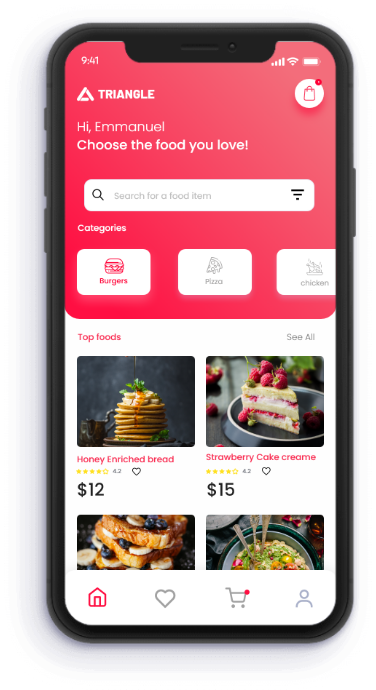 9:41
TRIANGLE
Hi, Emmanuel
Choose the food you love!
Search for a food item
Categories
Burgers
Pizza
chicken
Top foods
See All
Honey Enriched bread
Strawberry Cake creame
4.2
4.2
$12
$15